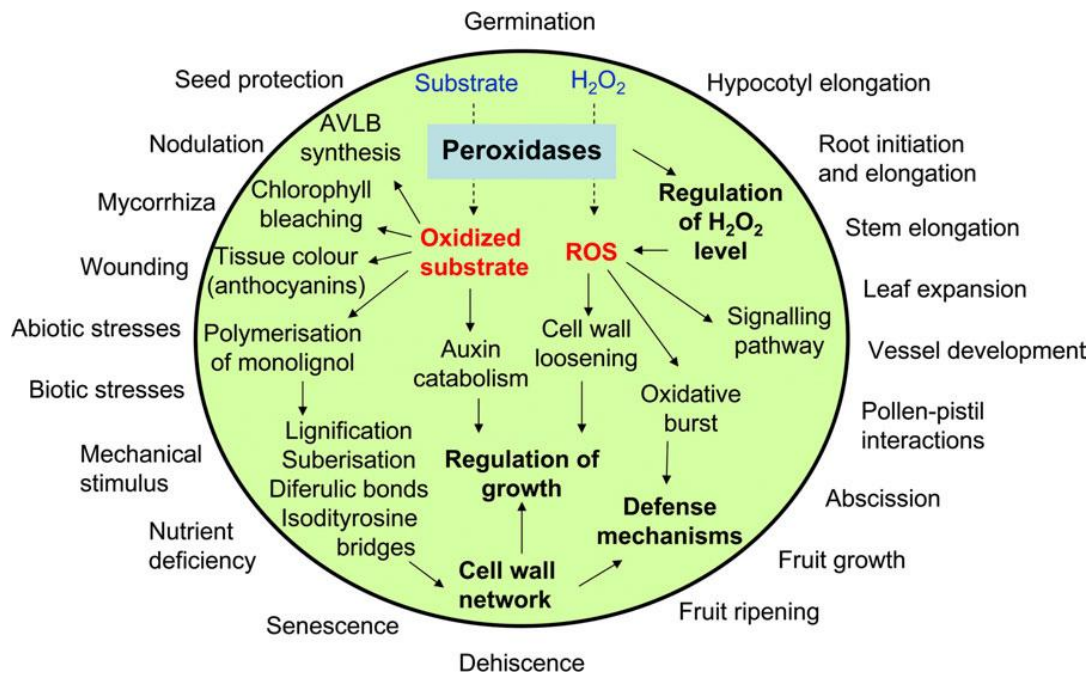 Germination
Seed protection
Substrate
H₂O₂
Hypocotyl elongation
Nodulation
AVLB
synthesis
Peroxidases
Root initiation
and elongation
Mycorrhiza
Chlorophyll
bleaching
Regulation
of H₂O₂
level
Oxidized
substrate
ROS
Stem elongation
Wounding
Tissue colour
(anthocyanins)
Leaf expansion
Abiotic stresses
Polymerisation
of monolignol
Auxin
catabolism
Cell wall
loosening
Signalling
pathway
Vessel development
Biotic stresses
Oxidative
burst
Pollen-pistil
interactions
Mechanical
stimulus
Lignification
Suberisation
Diferulic bonds
Isodityrosine
bridges
Regulation of
growth
Defense
mechanisms
Abscission
Nutrient
deficiency
Cell wall
network
Fruit growth
Senescence
Fruit ripening
Dehiscence